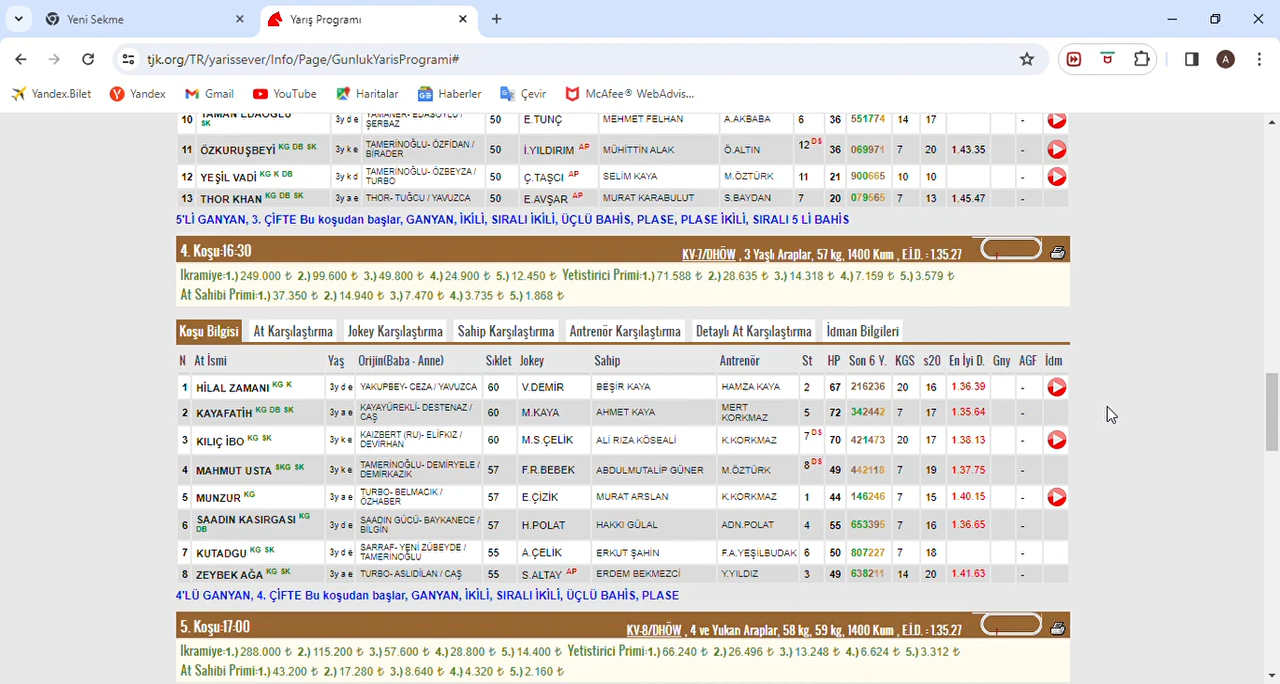 Yeni Sekme
Yarış Programı
tjk.org/TR/yarissever/Info/Page/GunlukYarisProgrami#
A
Yandex.Bilet Yandex Gmail YouTube Haritalar Haberler Çevir McAfee® WebAdvis...
10 TAMAN EDAOĞLU SK 3y d e YAMANER- EDASOYLU / ŞERBAZ 50 E.TUNÇ MEHMET FELHAN A.AKBABA 6 36 551774 14 17 -
11 ÖZKURUŞBEYİ KG DB SK 3y k e TAMERİNOĞLU- ÖZFİDAN / BİRADER 50 İ.YILDIRIM AP MÜHİTTİN ALAK Ö.ALTIN 12 DS 36 069971 7 20 1.43.35 -
12 YEŞİL VADİ KG K DB 3y k d TAMERİNOĞLU- ÖZBEYZA / TURBO 50 Ç.TAŞCI AP SELİM KAYA M.ÖZTÜRK 11 21 900665 10 10 -
13 THOR KHAN KG DB SK 3y a e THOR- TUĞCU / YAVUZCA 50 E.AVŞAR AP MURAT KARABULUT S.BAYDAN 7 20 079565 7 13 1.45.47 -
5'Lİ GANYAN, 3. ÇİFTE Bu koşudan başlar, GANYAN, İKİLİ, SIRALI İKİLİ, ÜÇLÜ BAHİS, PLASE, PLASE İKİLİ, SIRALI 5 Lİ BAHİS
4. Koşu:16:30 KV-7/DHÖW , 3 Yaşlı Araplar, 57 kg, 1400 Kum , E.İ.D. : 1.35.27
Ikramiye:1.) 249.000 ₺ 2.) 99.600 ₺ 3.) 49.800 ₺ 4.) 24.900 ₺ 5.) 12.450 ₺ Yetistirici Primi:1.) 71.588 ₺ 2.) 28.635 ₺ 3.) 14.318 ₺ 4.) 7.159 ₺ 5.) 3.579 ₺
At Sahibi Primi:1.) 37.350 ₺ 2.) 14.940 ₺ 3.) 7.470 ₺ 4.) 3.735 ₺ 5.) 1.868 ₺
Koşu Bilgisi At Karşılaştırma Jokey Karşılaştırma Sahip Karşılaştırma Antrenör Karşılaştırma Detaylı At Karşılaştırma İdman Bilgileri
N At İsmi Yaş Orijin(Baba - Anne) Sıklet Jokey Sahip Antrenör St HP Son 6 Y. KGS s20 En İyi D. Gny AGF İdm
1 HİLAL ZAMANI KG K 3y d e YAKUPBEY- CEZA / YAVUZCA 60 V.DEMİR BEŞİR KAYA HAMZA KAYA 2 67 216236 20 16 1.36.39 -
2 KAYAFATİH KG DB SK 3y a e KAYAYÜREKLİ- DESTENAZ / CAŞ 60 M.KAYA AHMET KAYA MERT KORKMAZ 5 72 342442 7 17 1.35.64 -
3 KILIÇ İBO KG SK 3y k e KAIZBERT (RU)- ELİFKIZ / DEVİRHAN 60 M.S.ÇELİK ALİ RIZA KÖSEALİ K.KORKMAZ 7 DS 70 421473 20 17 1.38.13 -
4 MAHMUT USTA SKG SK 3y k e TAMERİNOĞLU- DEMİRYELE / DEMİRKAZIK 57 F.R.BEBEK ABDULMUTALİP GÜNER M.ÖZTÜRK 8 DS 49 442118 7 19 1.37.75 -
5 MUNZUR KG 3y a e TURBO- BELMACIK / ÖZHABER 57 E.ÇİZİK MURAT ARSLAN K.KORKMAZ 1 44 146246 7 15 1.40.15 -
6 SAADIN KASIRGASI KG DB 3y d e SAADIN GÜCÜ- BAYKANECE / BİLGİN 57 H.POLAT HAKKI GÜLAL ADN.POLAT 4 55 653395 7 16 1.36.65 -
7 KUTADGU KG SK 3y d e SARRAF- YENİ ZÜBEYDE / TAMERİNOĞLU 55 A.ÇELİK ERKUT ŞAHİN F.A.YEŞİLBUDAK 6 50 807227 7 18 -
8 ZEYBEK AĞA KG SK 3y a e TURBO- ASLIDİLAN / CAŞ 55 S.ALTAY AP ERDEM BEKMEZCİ Y.YILDIZ 3 49 638211 14 20 1.41.63 -
4'LÜ GANYAN, 4. ÇİFTE Bu koşudan başlar, GANYAN, İKİLİ, SIRALI İKİLİ, ÜÇLÜ BAHİS, PLASE
5. Koşu:17:00 KV-8/DHÖW , 4 ve Yukarı Araplar, 58 kg, 59 kg, 1400 Kum , E.İ.D. : 1.35.27
Ikramiye:1.) 288.000 ₺ 2.) 115.200 ₺ 3.) 57.600 ₺ 4.) 28.800 ₺ 5.) 14.400 ₺ Yetistirici Primi:1.) 66.240 ₺ 2.) 26.496 ₺ 3.) 13.248 ₺ 4.) 6.624 ₺ 5.) 3.312 ₺
At Sahibi Primi:1.) 43.200 ₺ 2.) 17.280 ₺ 3.) 8.640 ₺ 4.) 4.320 ₺ 5.) 2.160 ₺